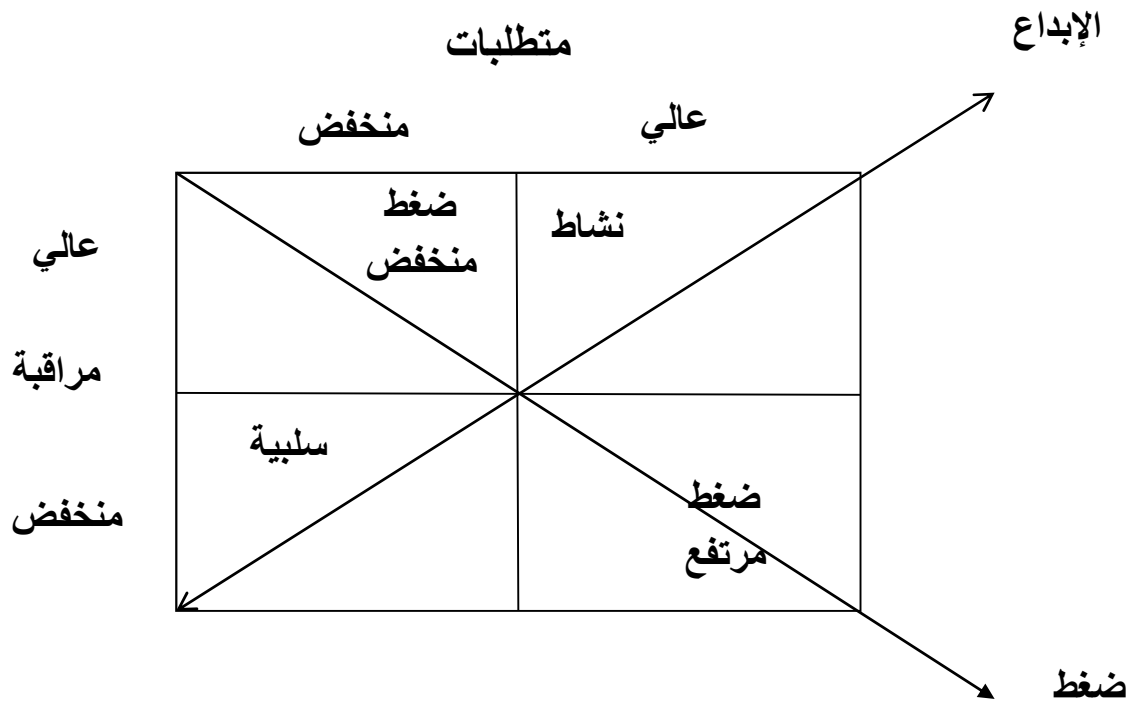 الإبداع
متطلبات
عالي
منخفض
نشاط
ضغط
منخفض
عالي
مراقبة
سلبية
منخفض
ضغط
مرتفع
ضغط